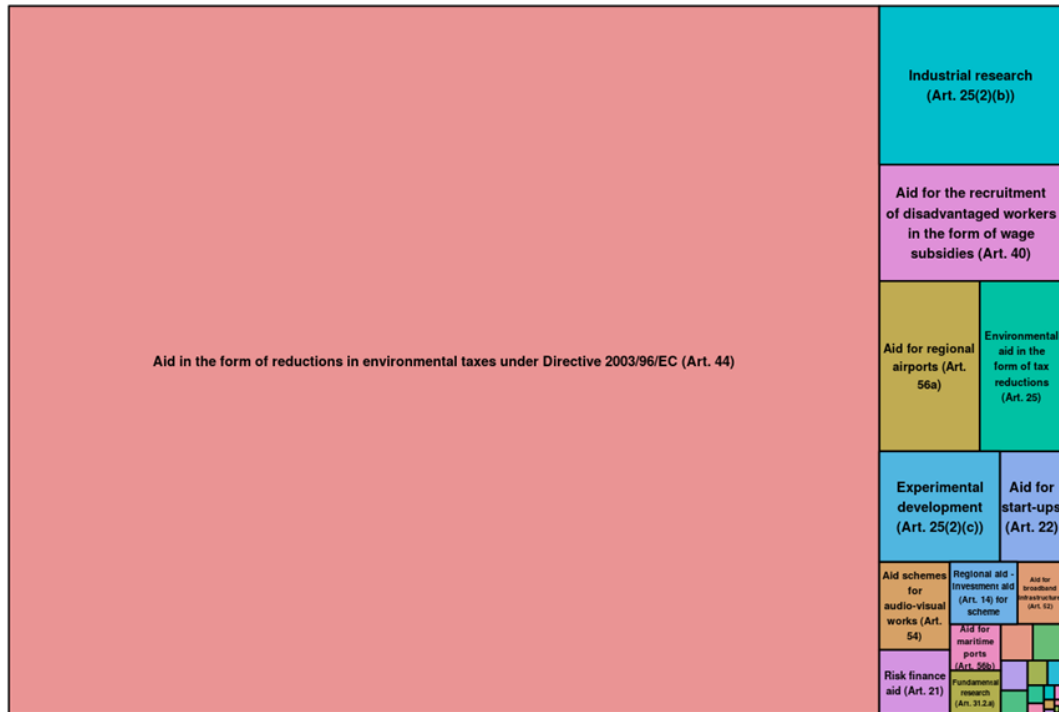 Aid in the form of reductions in environmental taxes under Directive 2003/96/EC (Art. 44)
Industrial research
(Art. 25(2)(b))
Aid for the recruitment
of disadvantaged workers
in the form of wage
subsidies (Art. 40)
Aid for regional
airports (Art.
56a)
Environmental
aid in the
form of tax
reductions
(Art. 25)
Experimental
development
(Art. 25(2)(c))
Aid for
start-ups
(Art. 22)
Aid schemes
for
audio-visual
works (Art.
54)
Regional aid -
investment aid
(Art. 14) for
scheme
Aid for
broadband
infrastructure
(Art. 52)
Aid for
maritime
ports
(Art. 56b)
Risk finance
aid (Art. 21)
Fundamental
research
(Art. 31.2.a)